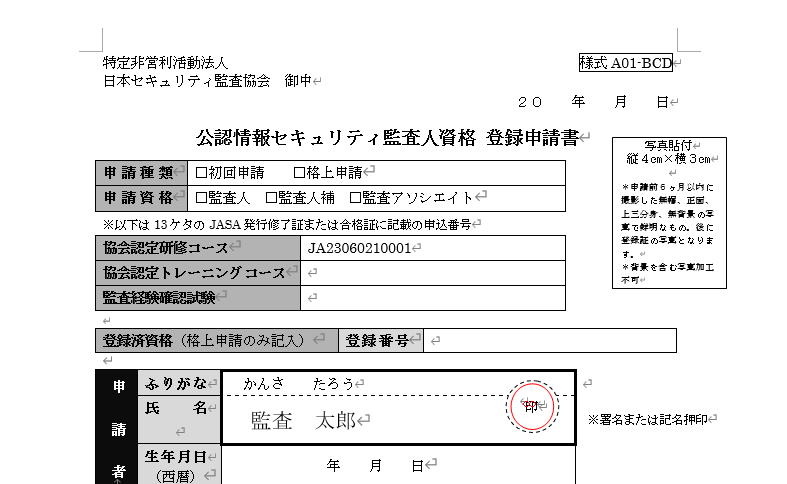 特定非営利活動法人
日本セキュリティ監査協会　御中
様式 A01-BCD
２０　　年　　月　　日
公認情報セキュリティ監査人資格 登録申請書
写真貼付
縦４㎝×横３㎝
＊申請前６ヶ月以内に
撮影した無帽、正面、
上三分身、無背景の写
真で鮮明なもの。後に
登録証の写真となりま
す。
＊背景を含む写真加工
不可
申請種類 □初回申請　　□格上申請
申請資格 □監査人　□監査人補　□監査アソシエイト
※以下は 13ケタの JASA 発行修了証または合格証に記載の申込番号
協会認定研修コース JA23060210001
協会認定トレーニングコース
監査経験確認試験
登録済資格（格上申請のみ記入） 登録番号
申請者
ふりがな かんさ　　たろう
氏　　名 監査　太郎 印
※署名または記名押印
生年月日
（西暦）
年　　月　　日